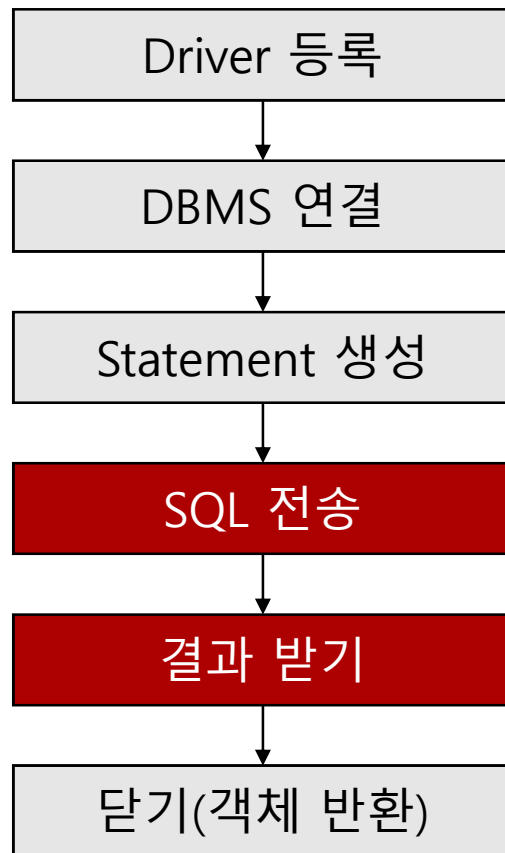 Driver 등록
DBMS 연결
Statement 생성
SQL 전송
결과 받기
닫기(객체 반환)